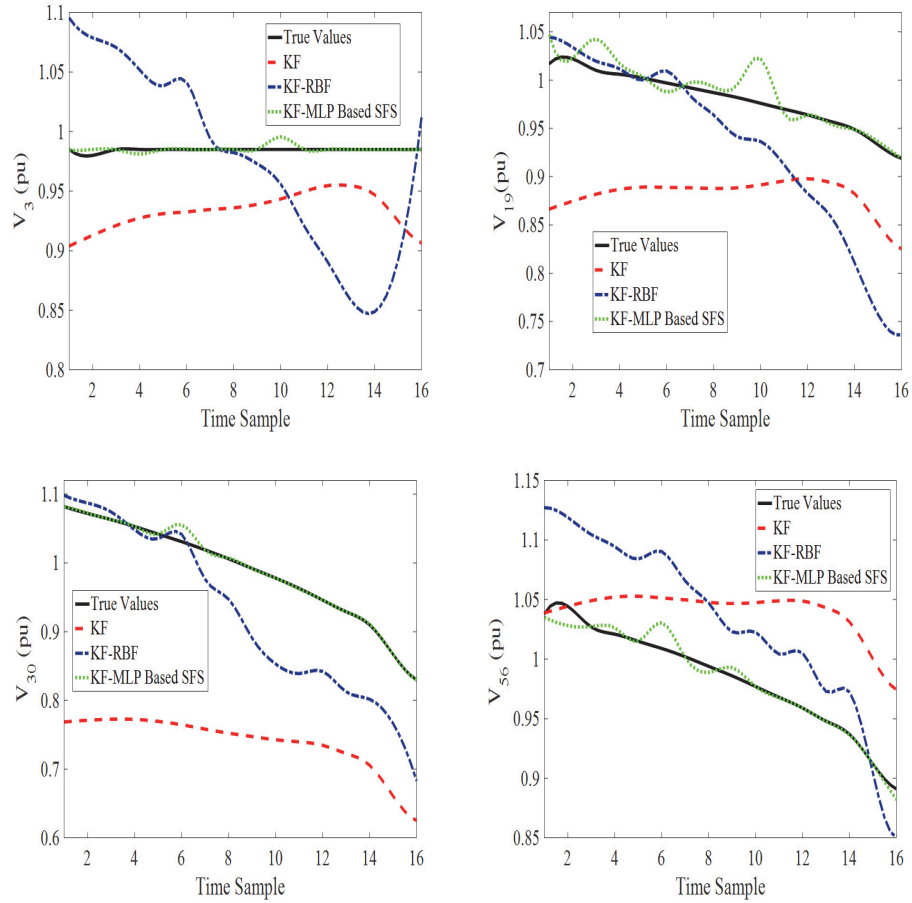 1.1
1.05
1
0.95
0.9
0.85
0.8
V3 (pu)
True Values
KF
KF-RBF
KF-MLP Based SFS
2 4 6 8 10 12 14 16
Time Sample
1.05
1
0.95
0.9
0.85
0.8
0.75
0.7
V19(pu)
True Values
KF
KF-RBF
KF-MLP Based SFS
2 4 6 8 10 12 14 16
Time Sample
1.1
1
0.9
0.8
0.7
0.6
V30 (pu)
True Values
KF
KF-RBF
KF-MLP Based SFS
2 4 6 8 10 12 14 16
Time Sample
1.15
1.1
1.05
1
0.95
0.9
0.85
V56 (pu)
True Values
KF
KF-RBF
KF-MLP Based SFS
2 4 6 8 10 12 14 16
Time Sample